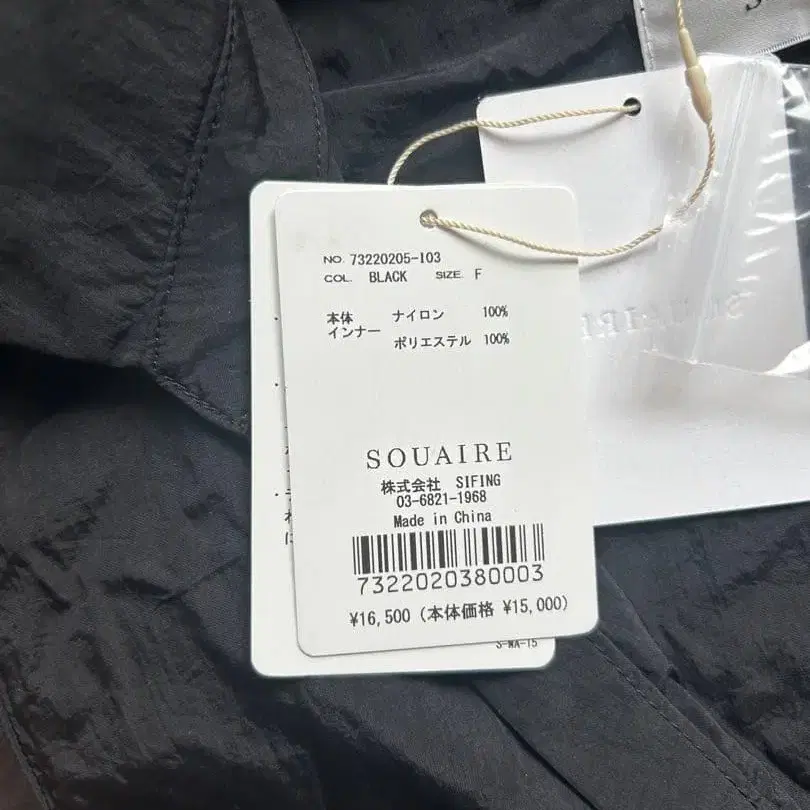 NO. 73220205-103
COL. BLACK SIZE. F
本体 ナイロン 100%
インナー
ポリエステル 100%
SOUAIRE
株式会社 SIFING
03-6821-1968
Made in China
7322020380003
¥16,500 (本体価格 ¥15,000)
S-WA-15